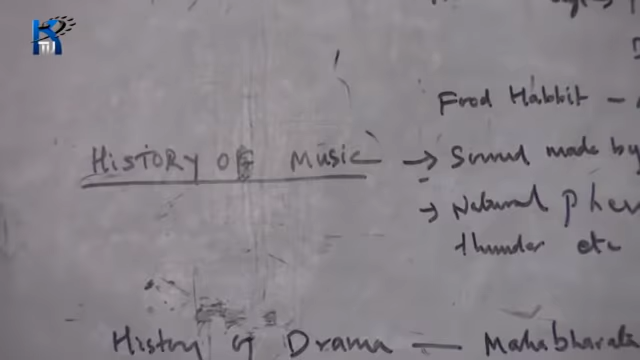 Food Habbit –
HISTORY OF MUSIC → Sound made by
→ Natural phen
thunder etc
History of Drama — Mahabharata